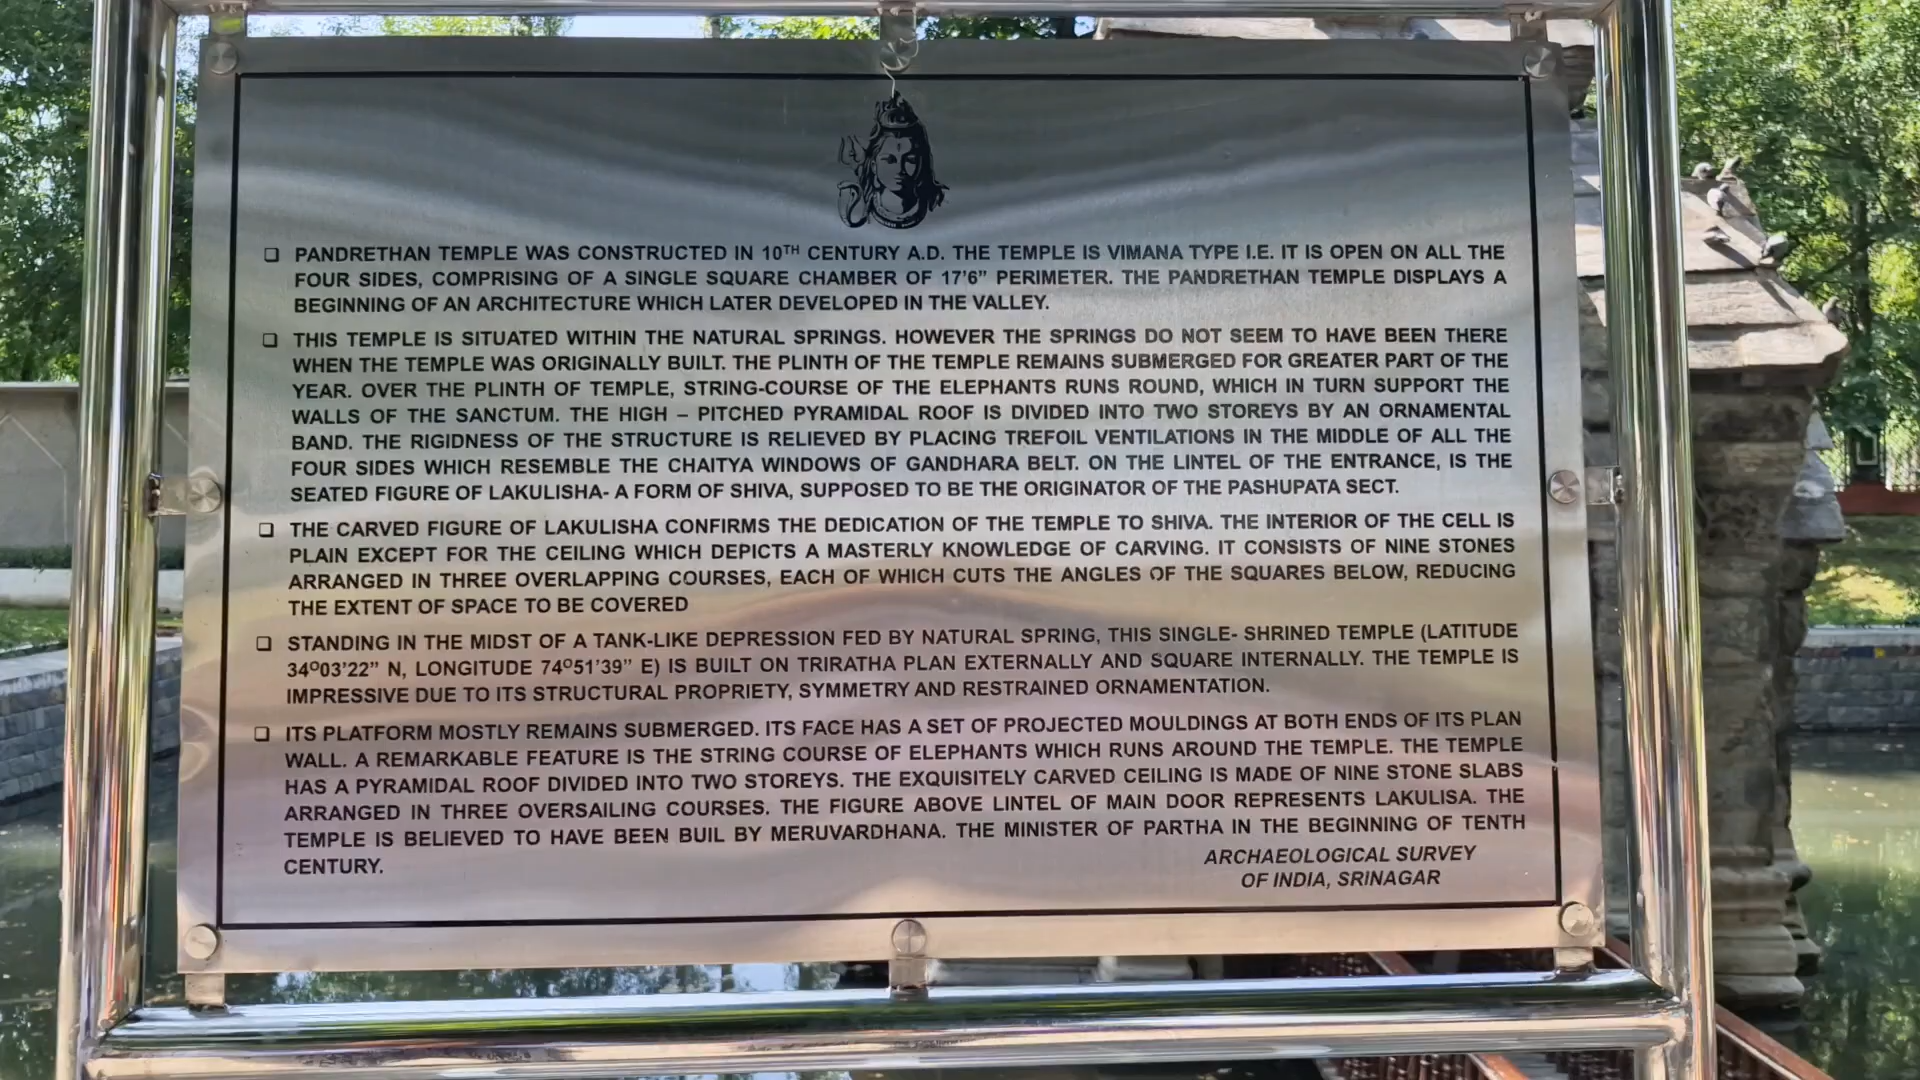 ❑ PANDRETHAN TEMPLE WAS CONSTRUCTED IN 10TH CENTURY A.D. THE TEMPLE IS VIMANA TYPE I.E. IT IS OPEN ON ALL THE
FOUR SIDES, COMPRISING OF A SINGLE SQUARE CHAMBER OF 17'6” PERIMETER. THE PANDRETHAN TEMPLE DISPLAYS A
BEGINNING OF AN ARCHITECTURE WHICH LATER DEVELOPED IN THE VALLEY.
❑ THIS TEMPLE IS SITUATED WITHIN THE NATURAL SPRINGS. HOWEVER THE SPRINGS DO NOT SEEM TO HAVE BEEN THERE
WHEN THE TEMPLE WAS ORIGINALLY BUILT. THE PLINTH OF THE TEMPLE REMAINS SUBMERGED FOR GREATER PART OF THE
YEAR. OVER THE PLINTH OF TEMPLE, STRING-COURSE OF THE ELEPHANTS RUNS ROUND, WHICH IN TURN SUPPORT THE
WALLS OF THE SANCTUM. THE HIGH – PITCHED PYRAMIDAL ROOF IS DIVIDED INTO TWO STOREYS BY AN ORNAMENTAL
BAND. THE RIGIDNESS OF THE STRUCTURE IS RELIEVED BY PLACING TREFOIL VENTILATIONS IN THE MIDDLE OF ALL THE
FOUR SIDES WHICH RESEMBLE THE CHAITYA WINDOWS OF GANDHARA BELT. ON THE LINTEL OF THE ENTRANCE, IS THE
SEATED FIGURE OF LAKULISHA- A FORM OF SHIVA, SUPPOSED TO BE THE ORIGINATOR OF THE PASHUPATA SECT.
❑ THE CARVED FIGURE OF LAKULISHA CONFIRMS THE DEDICATION OF THE TEMPLE TO SHIVA. THE INTERIOR OF THE CELL IS
PLAIN EXCEPT FOR THE CEILING WHICH DEPICTS A MASTERLY KNOWLEDGE OF CARVING. IT CONSISTS OF NINE STONES
ARRANGED IN THREE OVERLAPPING COURSES, EACH OF WHICH CUTS THE ANGLES OF THE SQUARES BELOW, REDUCING
THE EXTENT OF SPACE TO BE COVERED
❑ STANDING IN THE MIDST OF A TANK-LIKE DEPRESSION FED BY NATURAL SPRING, THIS SINGLE- SHRINED TEMPLE (LATITUDE
34O03'22” N, LONGITUDE 74O51'39” E) IS BUILT ON TRIRATHA PLAN EXTERNALLY AND SQUARE INTERNALLY. THE TEMPLE IS
IMPRESSIVE DUE TO ITS STRUCTURAL PROPRIETY, SYMMETRY AND RESTRAINED ORNAMENTATION.
❑ ITS PLATFORM MOSTLY REMAINS SUBMERGED. ITS FACE HAS A SET OF PROJECTED MOULDINGS AT BOTH ENDS OF ITS PLAN
WALL. A REMARKABLE FEATURE IS THE STRING COURSE OF ELEPHANTS WHICH RUNS AROUND THE TEMPLE. THE TEMPLE
HAS A PYRAMIDAL ROOF DIVIDED INTO TWO STOREYS. THE EXQUISITELY CARVED CEILING IS MADE OF NINE STONE SLABS
ARRANGED IN THREE OVERSAILING COURSES. THE FIGURE ABOVE LINTEL OF MAIN DOOR REPRESENTS LAKULISA. THE
TEMPLE IS BELIEVED TO HAVE BEEN BUIL BY MERUVARDHANA. THE MINISTER OF PARTHA IN THE BEGINNING OF TENTH
CENTURY.
ARCHAEOLOGICAL SURVEY
OF INDIA, SRINAGAR